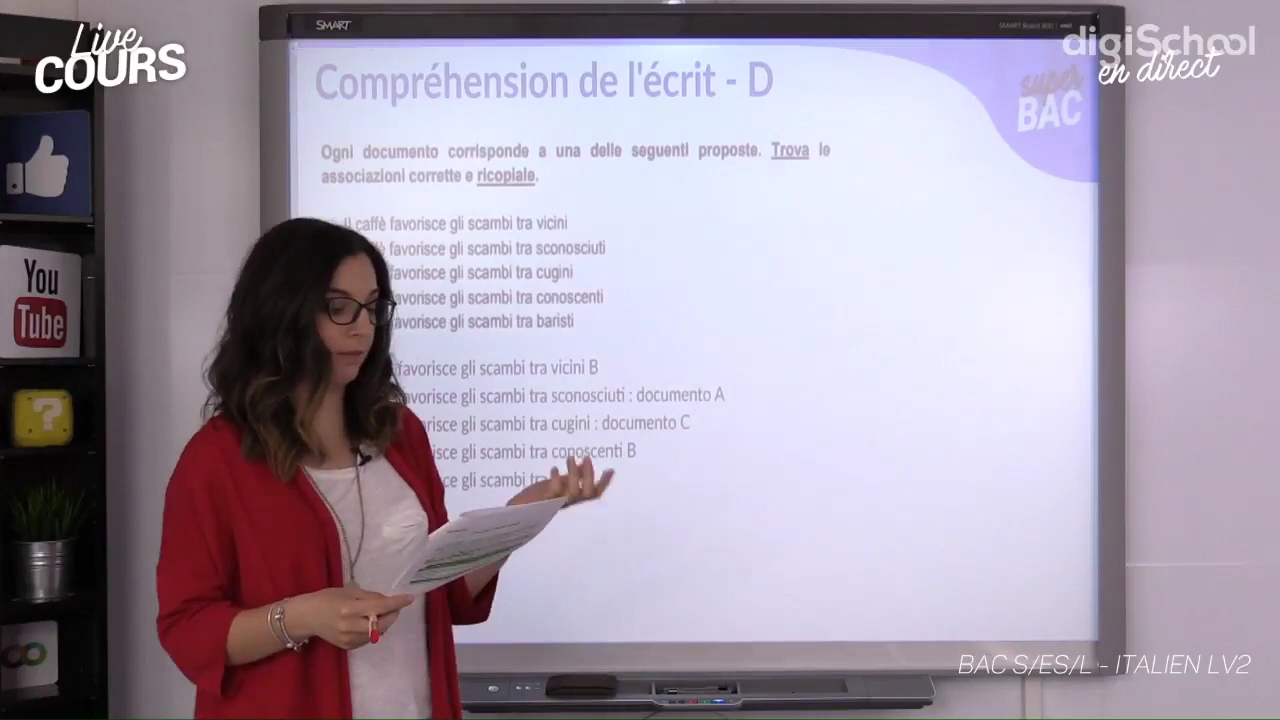 Live
COURS
SMART
digiSchool
en direct
super
BAC
Compréhension de l'écrit - D
Ogni documento corrisponde a una delle seguenti proposte. Trova le
associazioni corrette e ricopiale.
Il caffè favorisce gli scambi tra vicini
favorisce gli scambi tra sconosciuti
favorisce gli scambi tra cugini
favorisce gli scambi tra conoscenti
favorisce gli scambi tra baristi
favorisce gli scambi tra vicini B
gli scambi tra sconosciuti : documento A
gli scambi tra cugini : documento C
gli scambi tra conoscenti B
gli scambi
You
Tube
?
BAC S/ES/L - ITALIEN LV2